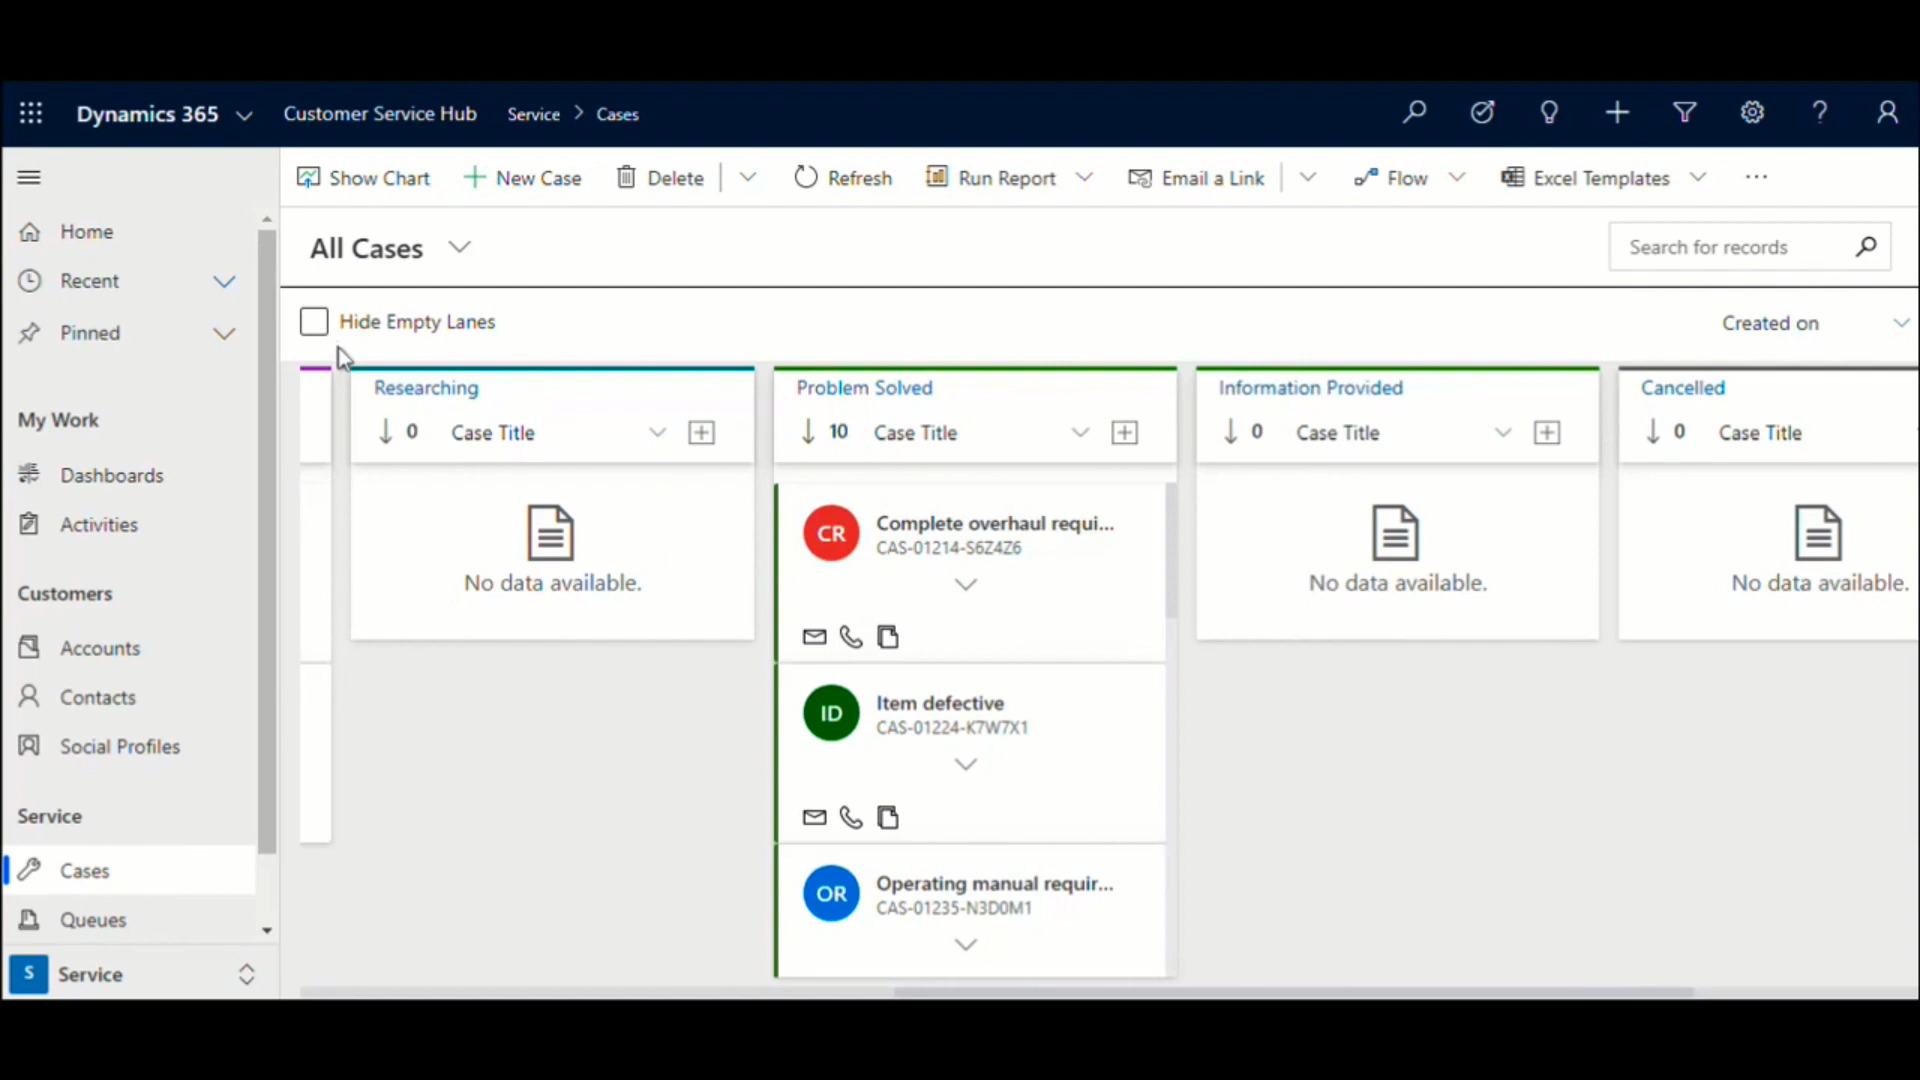 Dynamics 365 Customer Service Hub Service > Cases
Show Chart New Case Delete Refresh Run Report Email a Link Flow Excel Templates ...
Home
Recent
Pinned
My Work
Dashboards
Activities
Customers
Accounts
Contacts
Social Profiles
Service
Cases
Queues
S Service
All Cases
Search for records
Hide Empty Lanes
Created on
Researching
0 Case Title
No data available.
Problem Solved
10 Case Title
CR Complete overhaul requi...
CAS-01214-S6Z4Z6
ID Item defective
CAS-01224-K7W7X1
OR Operating manual requir...
CAS-01235-N3D0M1
Information Provided
0 Case Title
No data available.
Cancelled
0 Case Title
No data available.